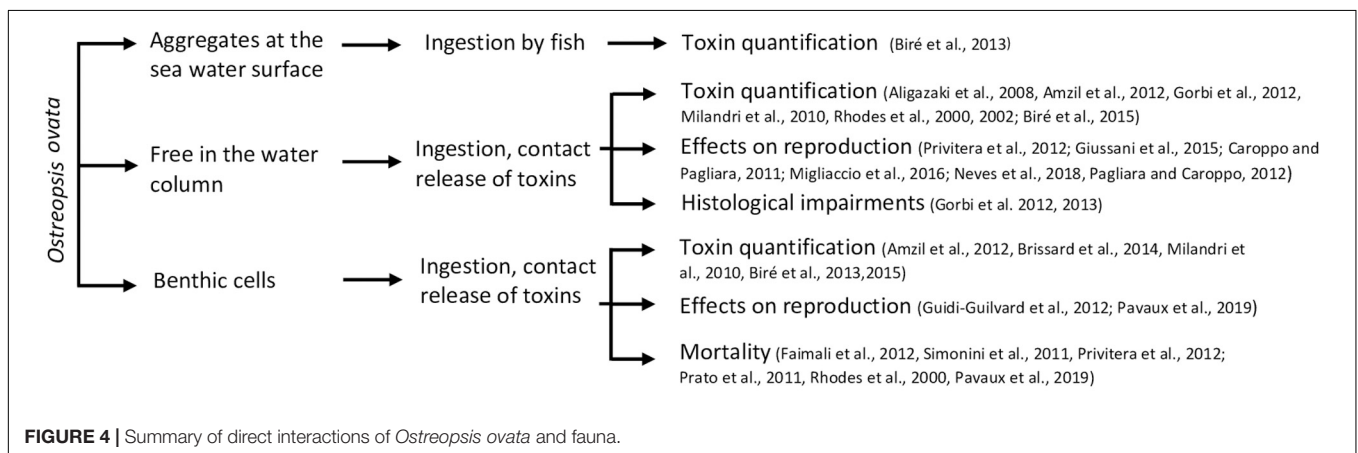 Ostreopsis ovata
Aggregates at the
sea water surface
Ingestion by fish
Toxin quantification (Biré et al., 2013)
Free in the water
column
Ingestion, contact
release of toxins
Toxin quantification (Aligazaki et al., 2008, Amzil et al., 2012, Gorbi et al., 2012,
Milandri et al., 2010, Rhodes et al., 2000, 2002; Biré et al., 2015)
Effects on reproduction (Privitera et al., 2012; Giussani et al., 2015; Caroppo and
Pagliara, 2011; Migliaccio et al., 2016; Neves et al., 2018, Pagliara and Caroppo, 2012)
Histological impairments (Gorbi et al. 2012, 2013)
Benthic cells
Ingestion, contact
release of toxins
Toxin quantification (Amzil et al., 2012, Brissard et al., 2014, Milandri et
al., 2010, Biré et al., 2013,2015)
Effects on reproduction (Guidi-Guilvard et al., 2012; Pavaux et al., 2019)
Mortality (Faimali et al., 2012, Simonini et al., 2011, Privitera et al., 2012;
Prato et al., 2011, Rhodes et al., 2000, Pavaux et al., 2019)
FIGURE 4 | Summary of direct interactions of Ostreopsis ovata and fauna.